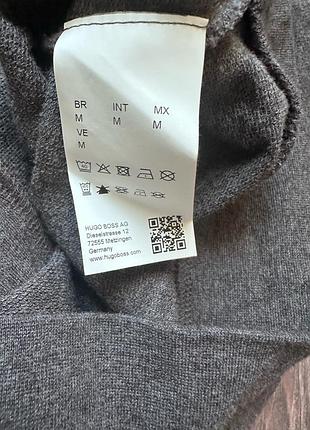 BR INT MX
M M M
VE
M
HUGO BOSS AG
Dieselstrasse 12
72555 Metzingen
Germany
www.hugoboss.com